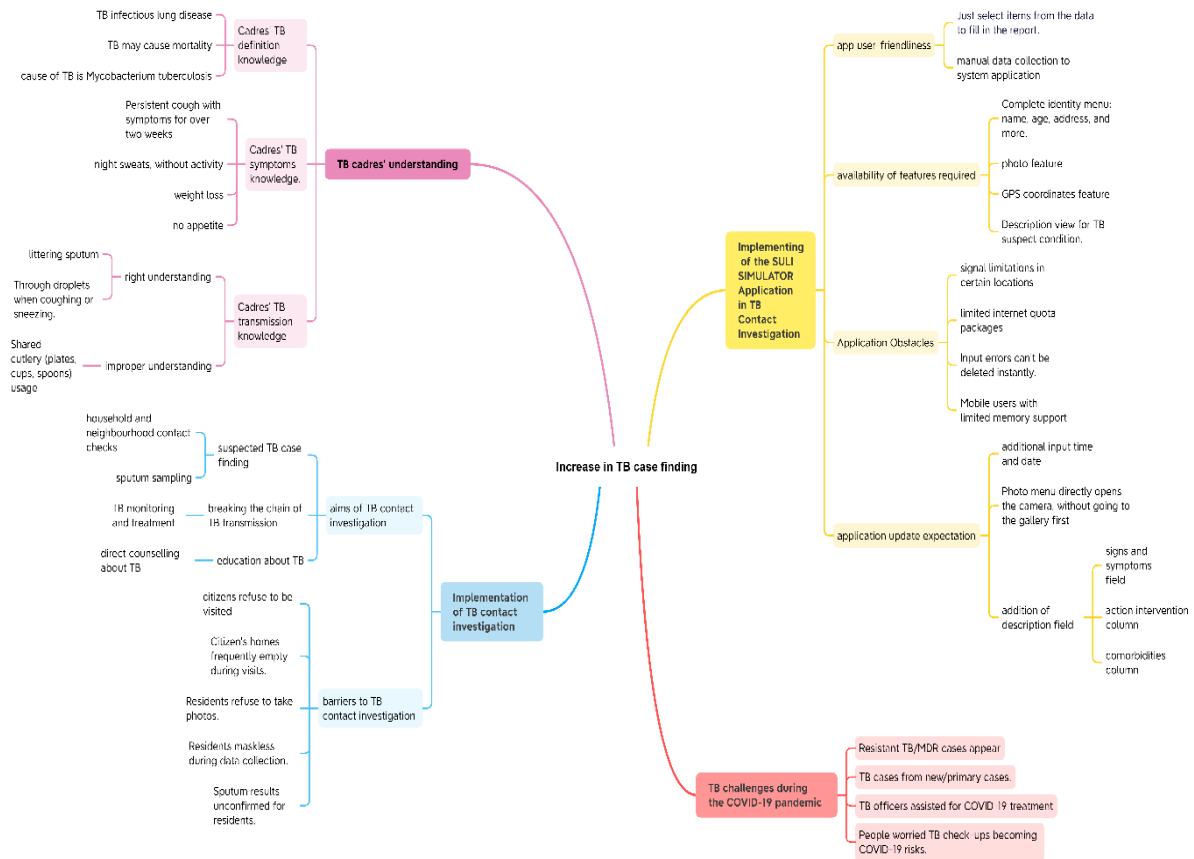 TB infectious lung disease
TB may cause mortality
cause of TB is Mycobacterium tuberculosis
Cadres' TB
definition
knowledge
Persistent cough with
symptoms for over
two weeks
night sweats, without activity
weight loss
no appetite
Cadres' TB
symptoms
knowledge.
TB cadres' understanding
littering sputum
Through droplets
when coughing or
sneezing.
right understanding
Shared
cutlery (plates,
cups, spoons)
usage
improper understanding
Cadres' TB
transmission
knowledge
household and
neighbourhood contact
checks
sputum sampling
suspected TB case
finding
TB monitoring
and treatment
breaking the chain of
TB transmission
direct counselling
about TB
education about TB
aims of TB contact
investigation
citizens refuse to be
visited
Citizen's homes
frequently empty
during visits.
Residents refuse to take
photos.
Residents maskless
during data collection.
Sputum results
unconfirmed for
residents.
barriers to TB
contact investigation
Implementation
of TB contact
investigation
Increase in TB case finding
Implementing
of the SULI
SIMULATOR
Application
in TB
Contact
Investigation
app user friendliness
Just select items from the data
to fill in the report.
manual data collection to
system application
availability of features required
Complete identity menu:
name, age, address, and
more.
photo feature
GPS coordinates feature
Description view for TB
suspect condition.
Application Obstacles
signal limitations in
certain locations
limited internet quota
packages
Input errors can't be
deleted instantly.
Mobile users with
limited memory support
application update expectation
additional input time
and date
Photo menu directly opens
the camera, without going to
the gallery first
addition of
description field
signs and
symptoms
field
action intervention
column
comorbidities
column
TB challenges during
the COVID-19 pandemic
Resistant TB/MDR cases appear
TB cases from new/primary cases.
TB officers assisted for COVID 19 treatment
People worried TB check ups becoming
COVID-19 risks.